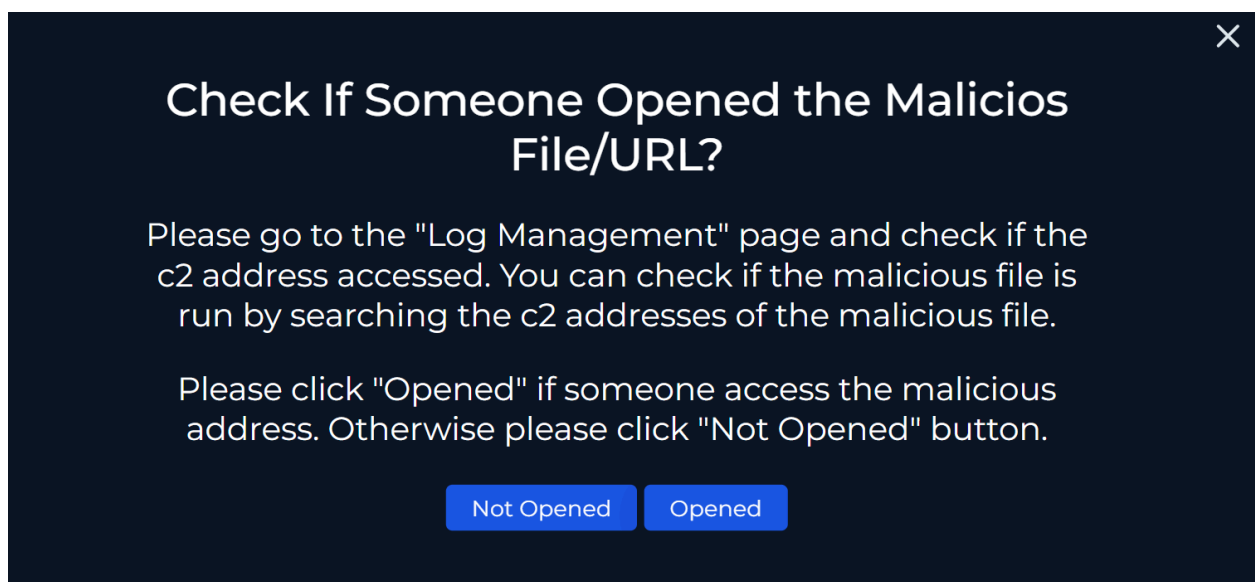 Check If Someone Opened the Malicios
File/URL?
Please go to the "Log Management" page and check if the
c2 address accessed. You can check if the malicious file is
run by searching the c2 addresses of the malicious file.
Please click "Opened" if someone access the malicious
address. Otherwise please click "Not Opened" button.
Not Opened
Opened